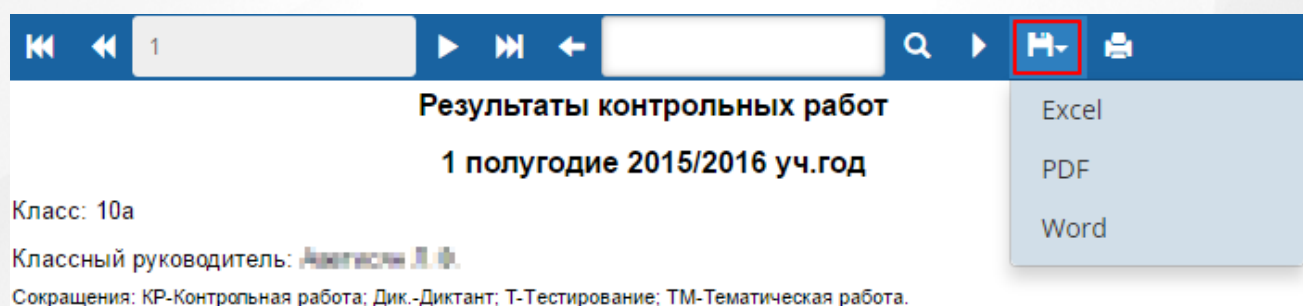 1
Результаты контрольных работ
Excel
1 полугодие 2015/2016 уч.год
PDF
Класс: 10а
Word
Классный руководитель:
Сокращения: КР-Контрольная работа; Дик.-Диктант; Т-Тестирование; ТМ-Тематическая работа.